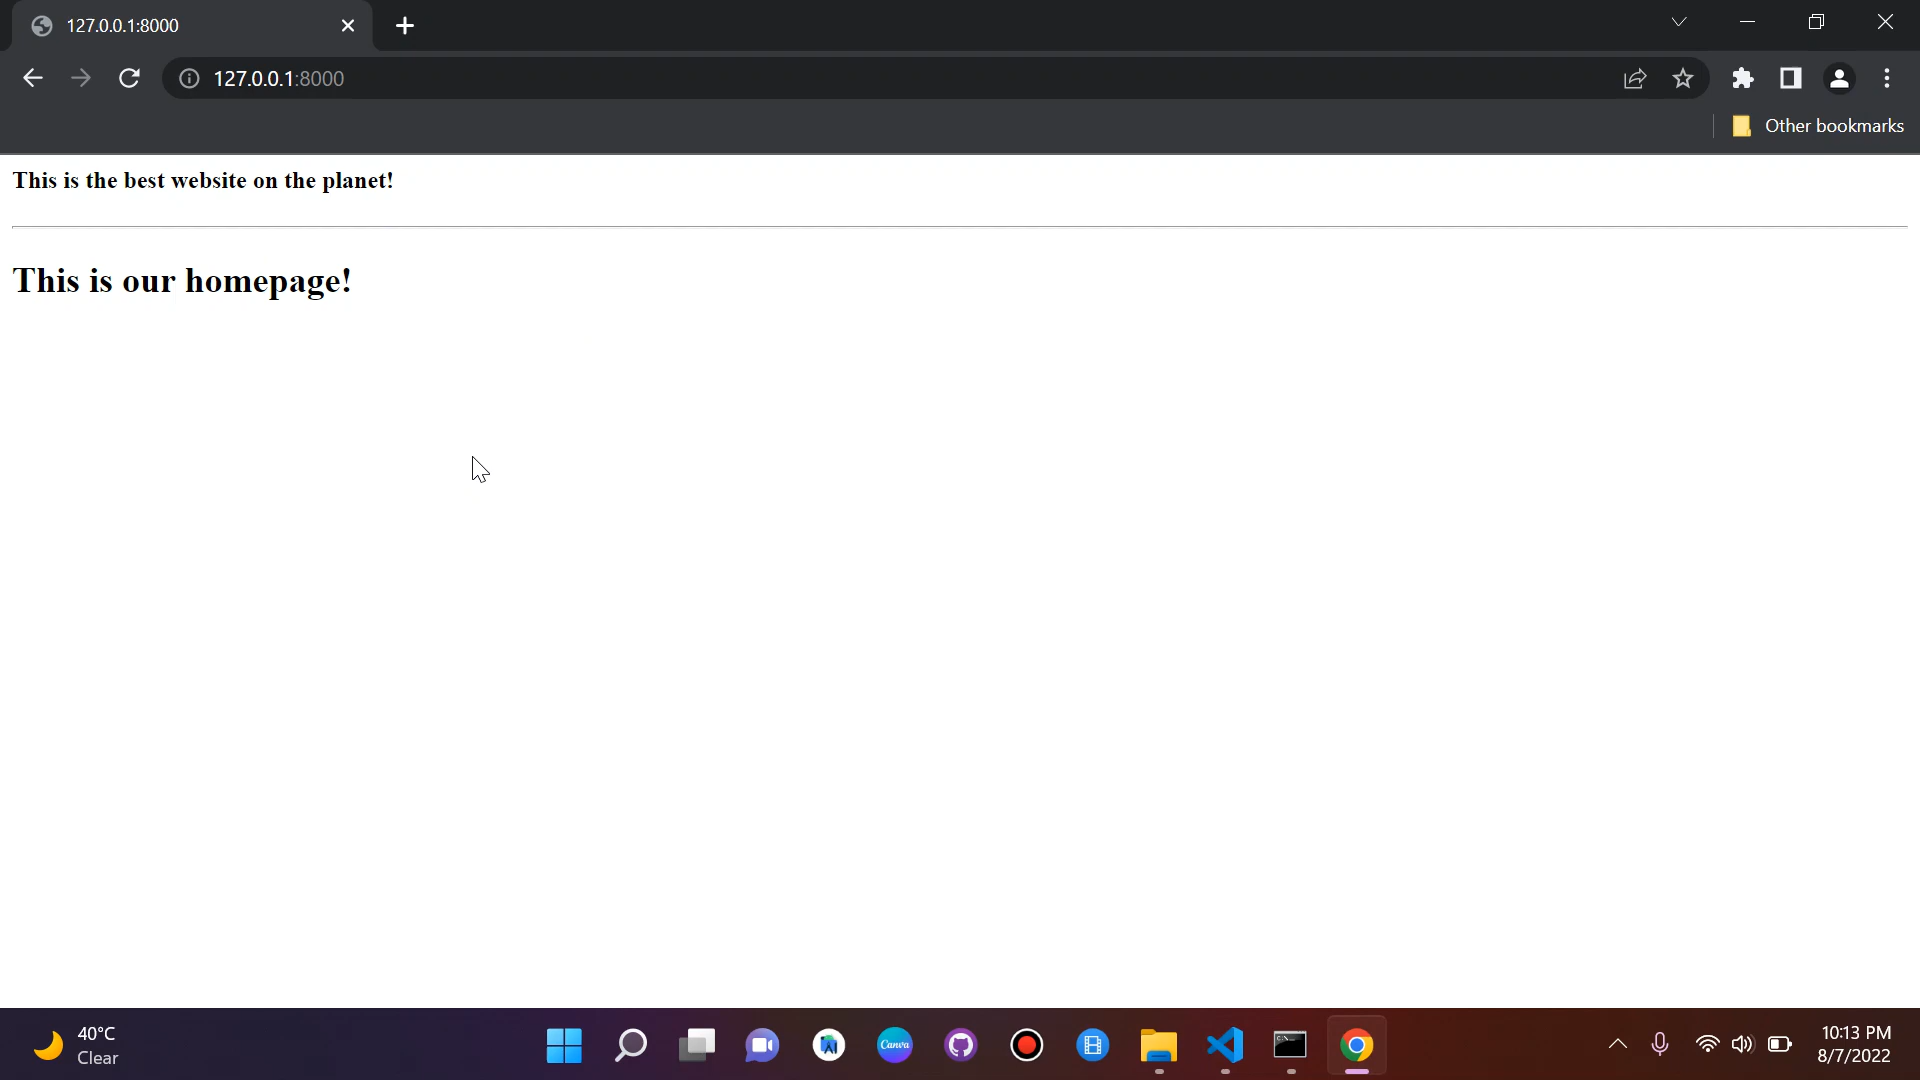 127.0.0.1:8000
127.0.0.1:8000
Other bookmarks
This is the best website on the planet!
This is our homepage!
40°C
Clear
Canva
10:13 PM
8/7/2022